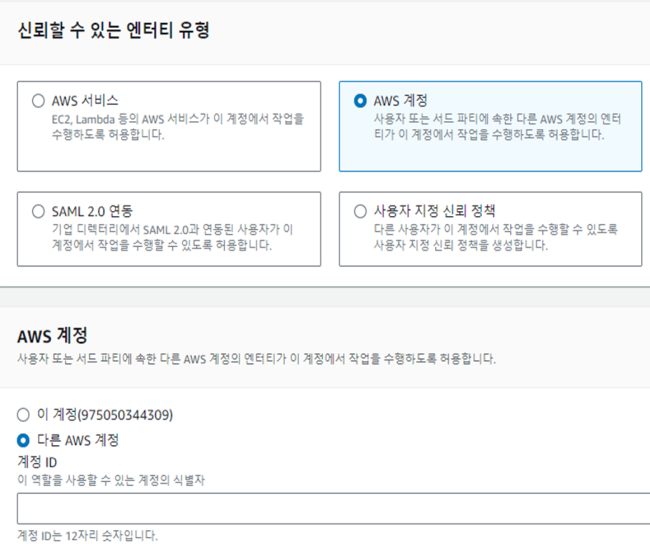 신뢰할 수 있는 엔터티 유형
AWS 서비스
EC2, Lambda 등의 AWS 서비스가 이 계정에서 작업을
수행하도록 허용합니다.
AWS 계정
사용자 또는 서드 파티에 속한 다른 AWS 계정의 엔터
티가 이 계정에서 작업을 수행하도록 허용합니다.
SAML 2.0 연동
기업 디렉터리에서 SAML 2.0과 연동된 사용자가 이
계정에서 작업을 수행할 수 있도록 허용합니다.
사용자 지정 신뢰 정책
다른 사용자가 이 계정에서 작업을 수행할 수 있도록
사용자 지정 신뢰 정책을 생성합니다.
AWS 계정
사용자 또는 서드 파티에 속한 다른 AWS 계정의 엔터티가 이 계정에서 작업을 수행하도록 허용합니다.
이 계정(975050344309)
다른 AWS 계정
계정 ID
이 역할을 사용할 수 있는 계정의 식별자
계정 ID는 12자리 숫자입니다.